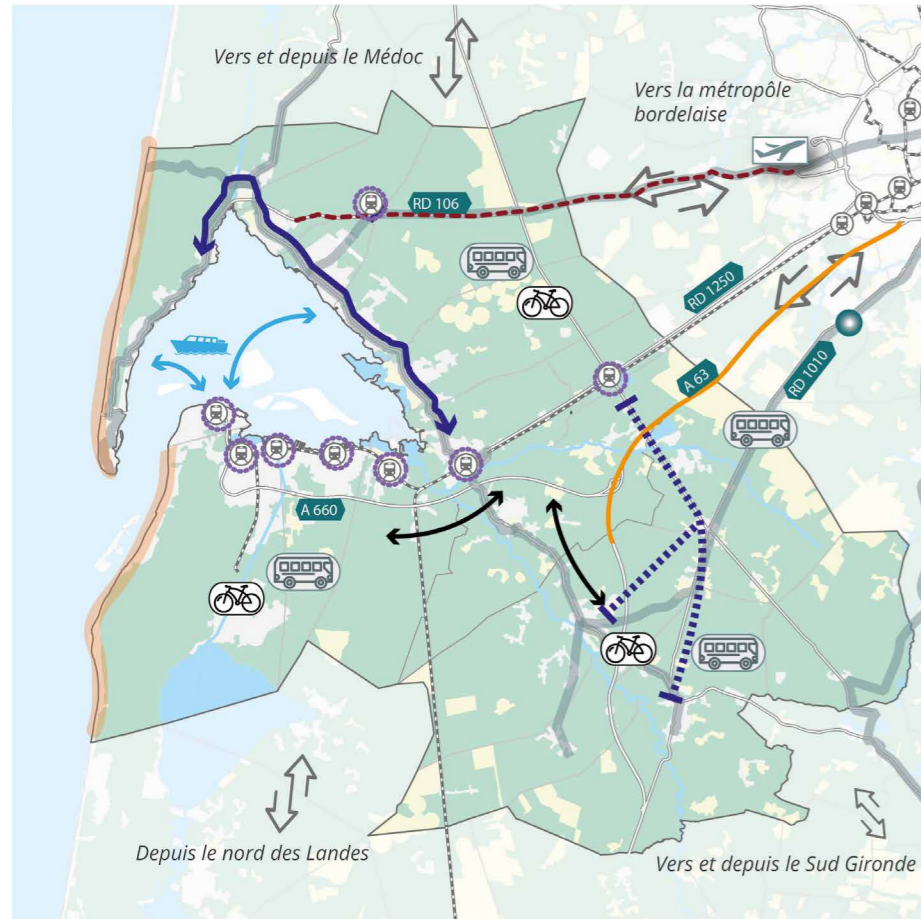 Vers et depuis le Médoc
Vers la métropole
bordelaise
RD 106
RD 1250
A 63
RD 1010
A 660
Depuis le nord des Landes
Vers et depuis le Sud Gironde